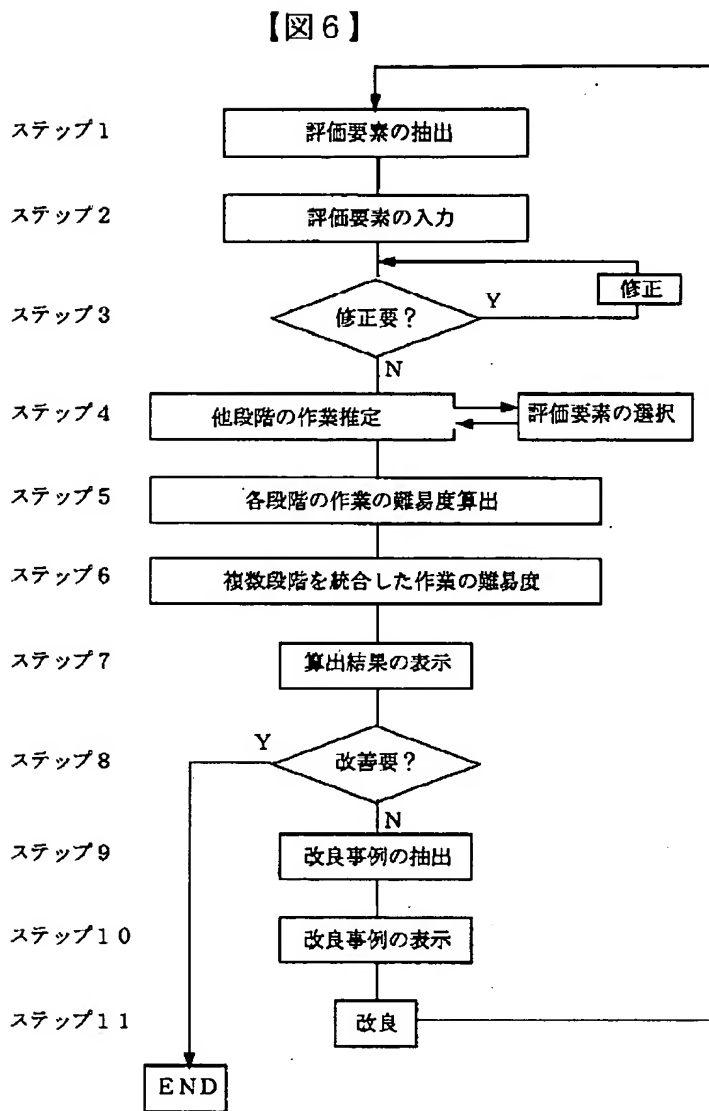 【図６】
ステップ１
評価要素の抽出
ステップ２
評価要素の入力
修正
ステップ３
修正要？
Y
N
ステップ４
他段階の作業推定
評価要素の選択
ステップ５
各段階の作業の難易度算出
ステップ６
複数段階を統合した作業の難易度
ステップ７
算出結果の表示
Y
ステップ８
改善要？
N
ステップ９
改良事例の抽出
ステップ１０
改良事例の表示
ステップ１１
改良
END